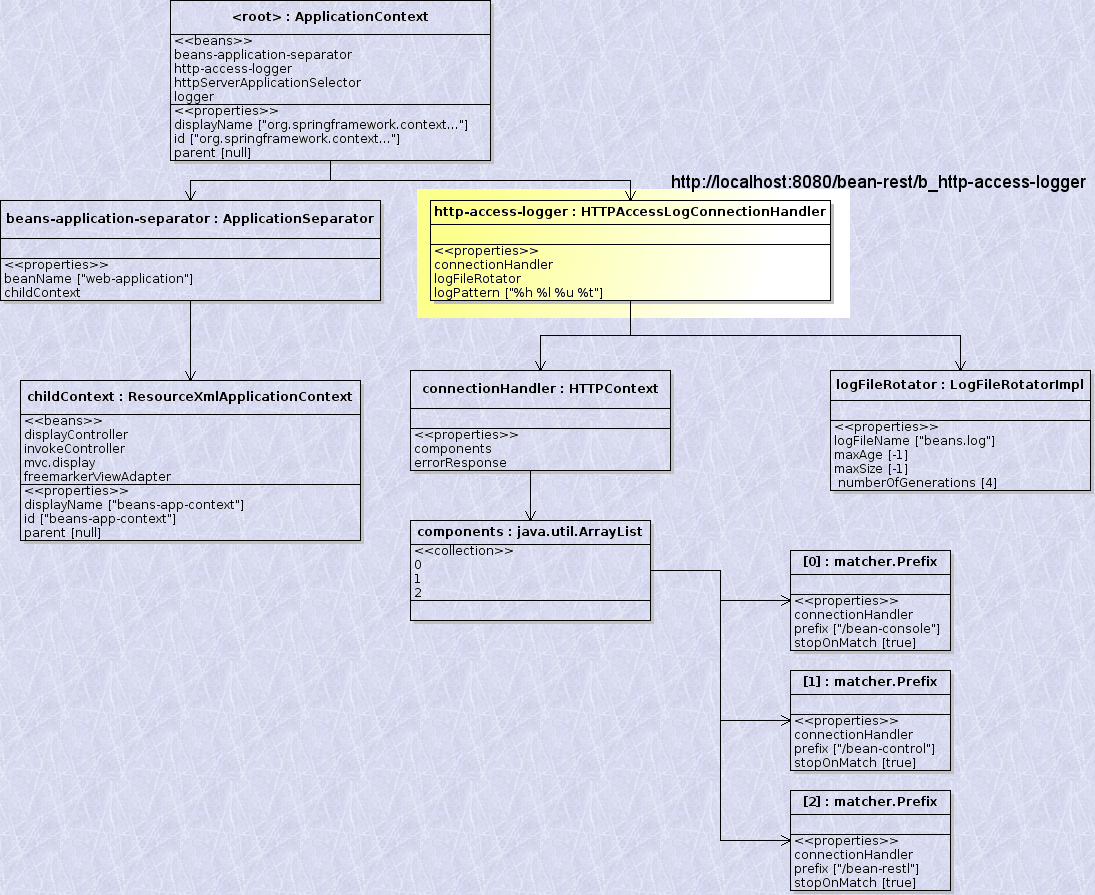 <root> : ApplicationContext
<<beans>>
beans-application-separator
http-access-logger
httpServerApplicationSelector
logger
<<properties>>
displayName ["org.springframework.context..."]
id ["org.springframework.context..."]
parent [null]
http://localhost:8080/bean-rest/b_http-access-logger
beans-application-separator : ApplicationSeparator
<<properties>>
beanName ["web-application"]
childContext
http-access-logger : HTTPAccessLogConnectionHandler
<<properties>>
connectionHandler
logFileRotator
logPattern ["%h %l %u %t"]
childContext : ResourceXmlApplicationContext
<<beans>>
displayController
invokeController
mvc.display
freemarkerViewAdapter
<<properties>>
displayName ["beans-app-context"]
id ["beans-app-context"]
parent [null]
connectionHandler : HTTPContext
<<properties>>
components
errorResponse
logFileRotator : LogFileRotatorImpl
<<properties>>
logFileName ["beans.log"]
maxAge [-1]
maxSize [-1]
numberOfGenerations [4]
components : java.util.ArrayList
<<collection>>
0
1
2
[0] : matcher.Prefix
<<properties>>
connectionHandler
prefix ["/bean-console"]
stopOnMatch [true]
[1] : matcher.Prefix
<<properties>>
connectionHandler
prefix ["/bean-control"]
stopOnMatch [true]
[2] : matcher.Prefix
<<properties>>
connectionHandler
prefix ["/bean-restl"]
stopOnMatch [true]